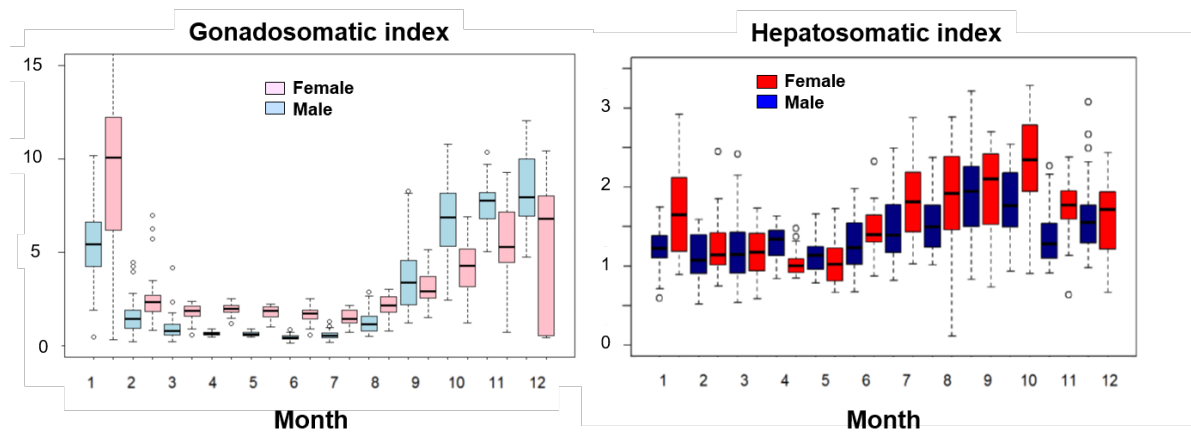 Gonadosomatic index
15
10
5
0
Female
Male
1 2 3 4 5 6 7 8 9 10 11 12
Month
Hepatosomatic index
3
2
1
0
Female
Male
1 2 3 4 5 6 7 8 9 10 11 12
Month